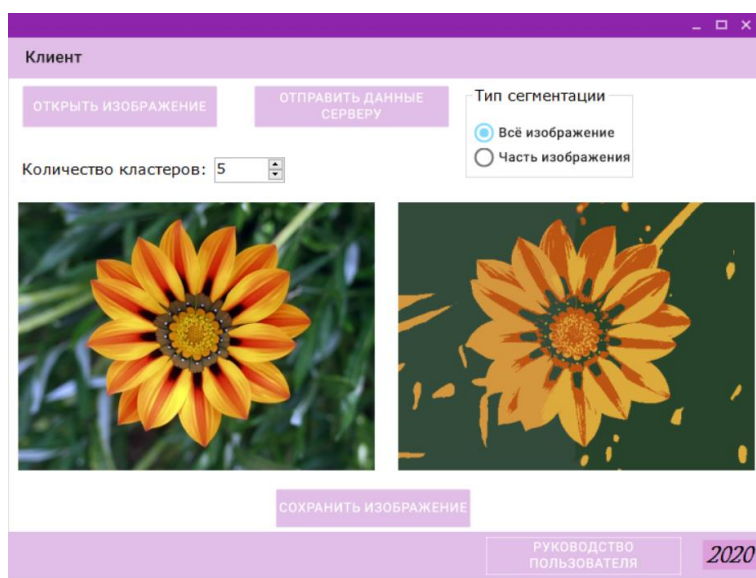 Клиент
ОТКРЫТЬ ИЗОБРАЖЕНИЕ
ОТПРАВИТЬ ДАННЫЕ
СЕРВЕРУ
Тип сегментации
Всё изображение
Часть изображения
Количество кластеров: 5
СОХРАНИТЬ ИЗОБРАЖЕНИЕ
РУКОВОДСТВО
ПОЛЬЗОВАТЕЛЯ
2020